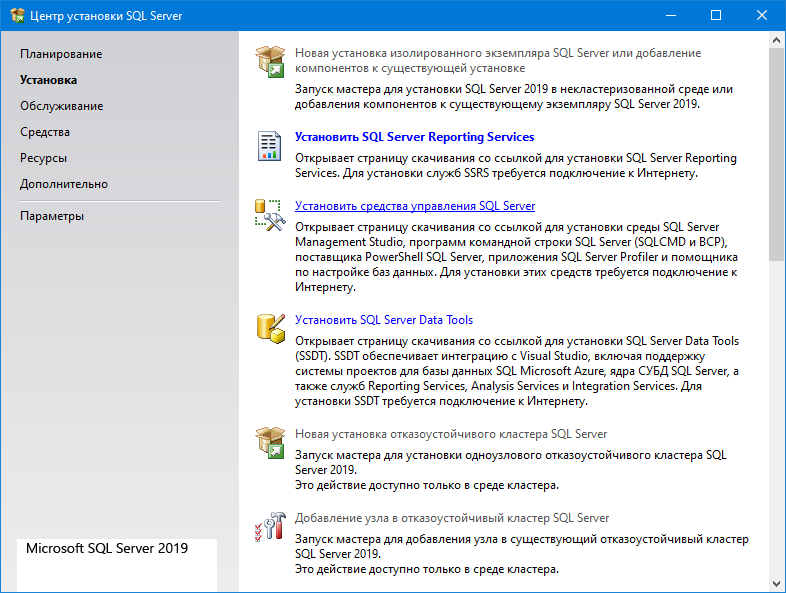 Центр установки SQL Server
Планирование
Установка
Обслуживание
Средства
Ресурсы
Дополнительно
Параметры
Microsoft SQL Server 2019
Новая установка изолированного экземпляра SQL Server или добавление
компонентов к существующей установке
Запуск мастера для установки SQL Server 2019 в некластеризованной среде или
добавления компонентов к существующему экземпляру SQL Server 2019.
Установить SQL Server Reporting Services
Открывает страницу скачивания со ссылкой для установки SQL Server Reporting
Services. Для установки служб SSRS требуется подключение к Интернету.
Установить средства управления SQL Server
Открывает страницу скачивания со ссылкой для установки среды SQL Server
Management Studio, программ командной строки SQL Server (SQLCMD и BCP),
поставщика PowerShell SQL Server, приложения SQL Server Profiler и помощника
по настройке баз данных. Для установки этих средств требуется подключение к
Интернету.
Установить SQL Server Data Tools
Открывает страницу скачивания со ссылкой для установки SQL Server Data Tools
(SSDT). SSDT обеспечивает интеграцию с Visual Studio, включая поддержку
системы проектов для базы данных SQL Microsoft Azure, ядра СУБД SQL Server, а
также служб Reporting Services, Analysis Services и Integration Services. Для
установки SSDT требуется подключение к Интернету.
Новая установка отказоустойчивого кластера SQL Server
Запуск мастера для установки одноузлового отказоустойчивого кластера SQL
Server 2019.
Это действие доступно только в среде кластера.
Добавление узла в отказоустойчивый кластер SQL Server
Запуск мастера для добавления узла в существующий отказоустойчивый кластер
SQL Server 2019.
Это действие доступно только в среде кластера.